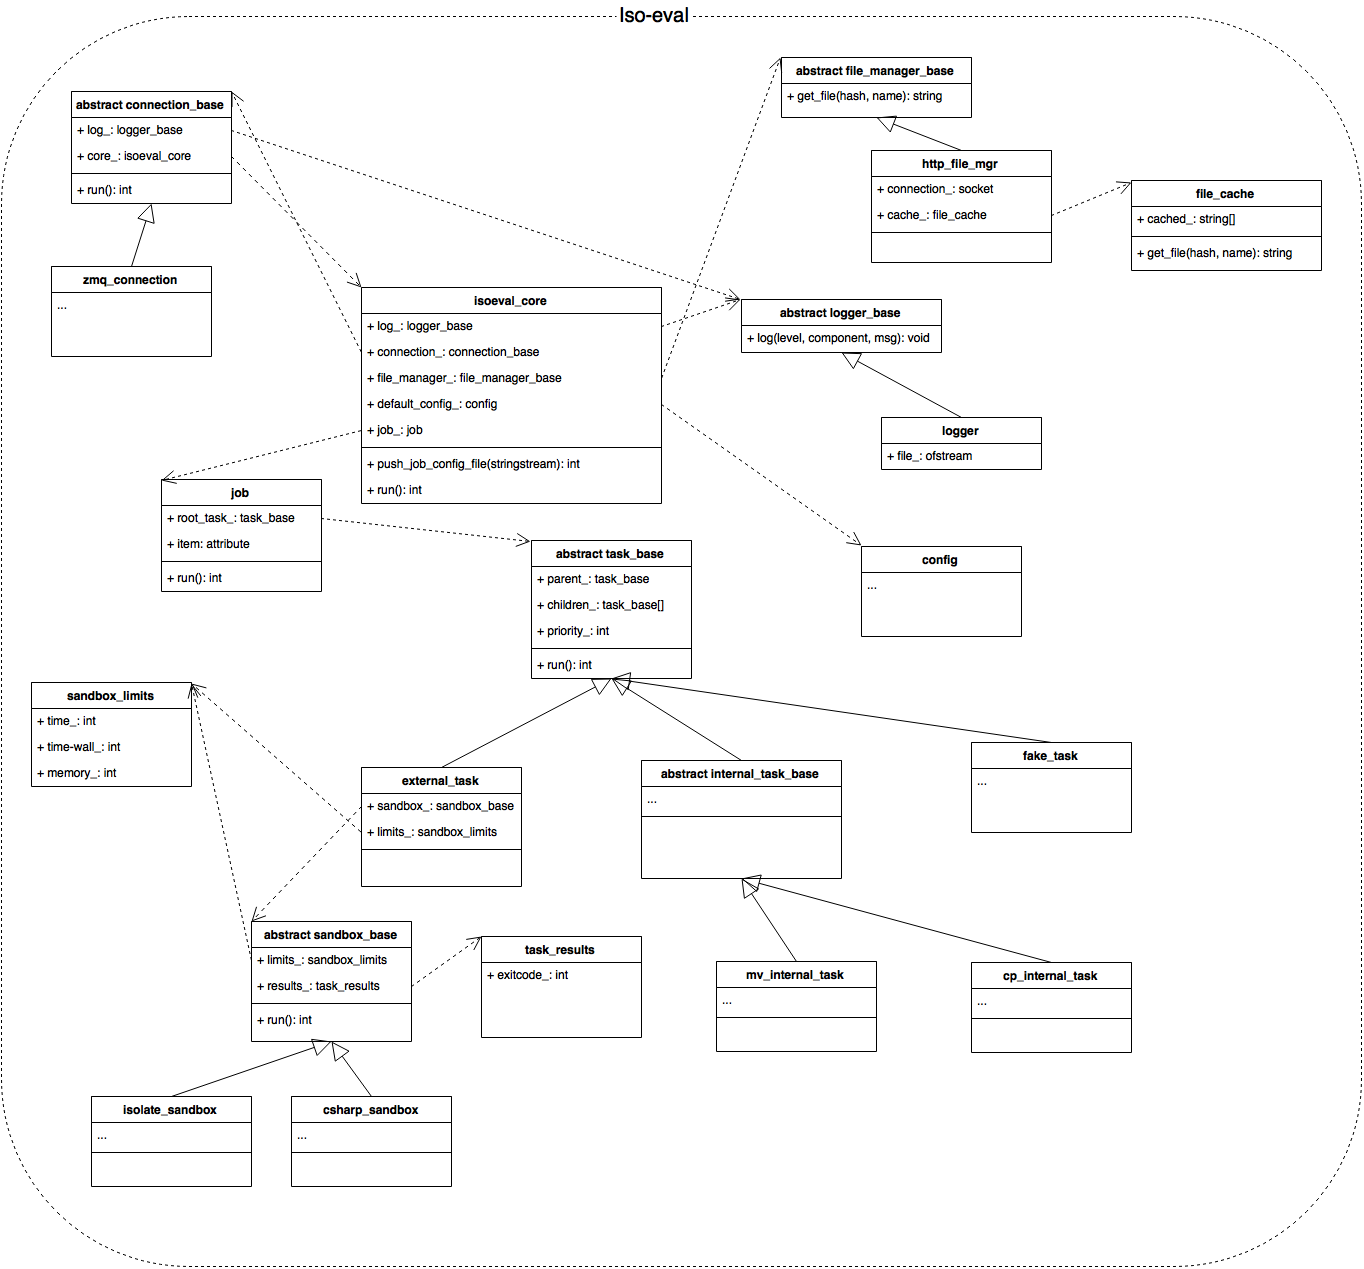 Iso-eval
abstract file_manager_base
+ get_file(hash, name): string
abstract connection_base
+ log_: logger_base
+ core_: isoeval_core
+ run(): int
http_file_mgr
+ connection_: socket
+ cache_: file_cache
file_cache
+ cached_: string[]
+ get_file(hash, name): string
zmq_connection
...
isoeval_core
+ log_: logger_base
+ connection_: connection_base
+ file_manager_: file_manager_base
+ default_config_: config
+ job_: job
+ push_job_config_file(stringstream): int
+ run(): int
abstract logger_base
+ log(level, component, msg): void
logger
+ file_: ofstream
job
+ root_task_: task_base
+ item: attribute
+ run(): int
abstract task_base
+ parent_: task_base
+ children_: task_base[]
+ priority_: int
+ run(): int
config
...
sandbox_limits
+ time_: int
+ time-wall_: int
+ memory_: int
external_task
+ sandbox_: sandbox_base
+ limits_: sandbox_limits
abstract internal_task_base
...
fake_task
...
abstract sandbox_base
+ limits_: sandbox_limits
+ results_: task_results
+ run(): int
task_results
+ exitcode_: int
mv_internal_task
...
cp_internal_task
...
isolate_sandbox
...
csharp_sandbox
...